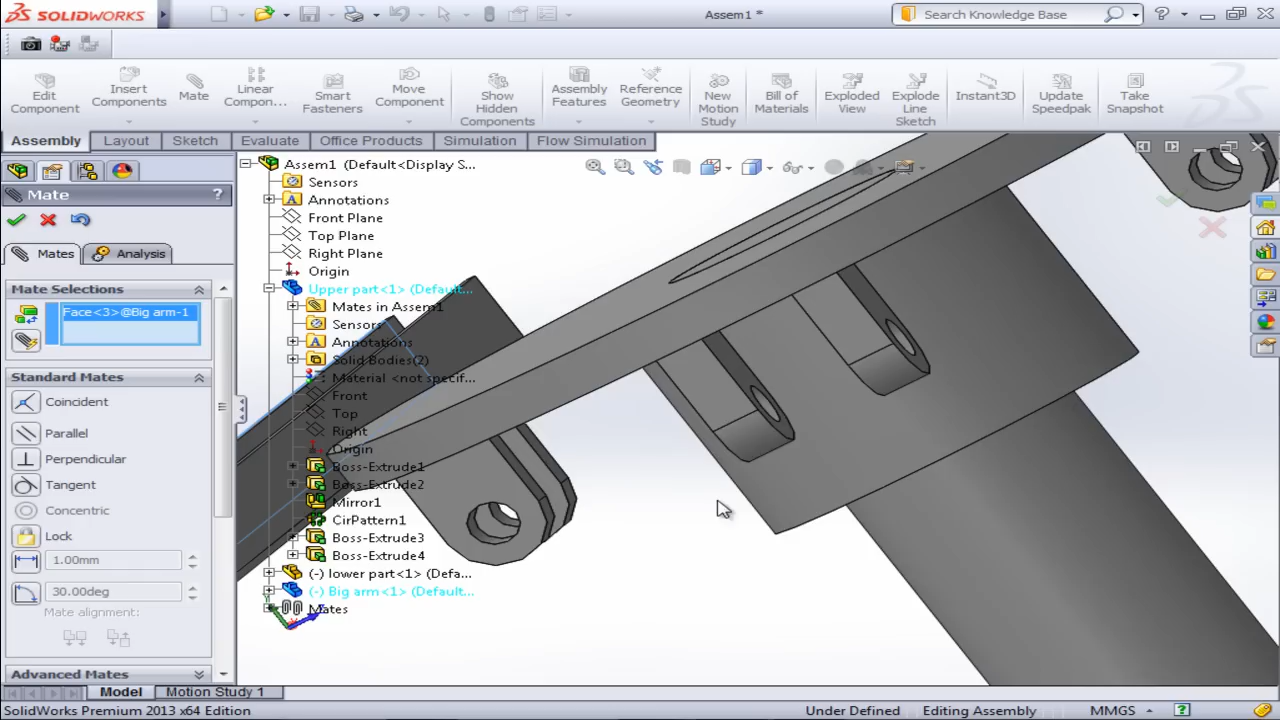 SOLIDWORKS
Assem1 *
Search Knowledge Base
Edit Component
Insert Components
Mate
Linear Compon...
Smart Fasteners
Move Component
Show Hidden Components
Assembly Features
Reference Geometry
New Motion Study
Bill of Materials
Exploded View
Explode Line Sketch
Instant3D
Update Speedpak
Take Snapshot
Assembly
Layout
Sketch
Evaluate
Office Products
Simulation
Flow Simulation
Mate
?
Mates
Analysis
Mate Selections
Face<3>@Big arm-1
Standard Mates
Coincident
Parallel
Perpendicular
Tangent
Concentric
Lock
1.00mm
30.00deg
Mate alignment:
Advanced Mates
Assem1 (Default<Display S...
Sensors
Annotations
Front Plane
Top Plane
Right Plane
Origin
Upper part<1> (Default...
Mates in Assem1
Sensors
Annotations
Solid Bodies(2)
Material <not specif...
Front
Top
Right
Origin
Boss-Extrude1
Boss-Extrude2
Mirror1
CirPattern1
Boss-Extrude3
Boss-Extrude4
(-) lower part<1> (Defa...
(-) Big arm<1> (Default...
Mates
Model
Motion Study 1
SolidWorks Premium 2013 x64 Edition
Under Defined
Editing Assembly
MMGS